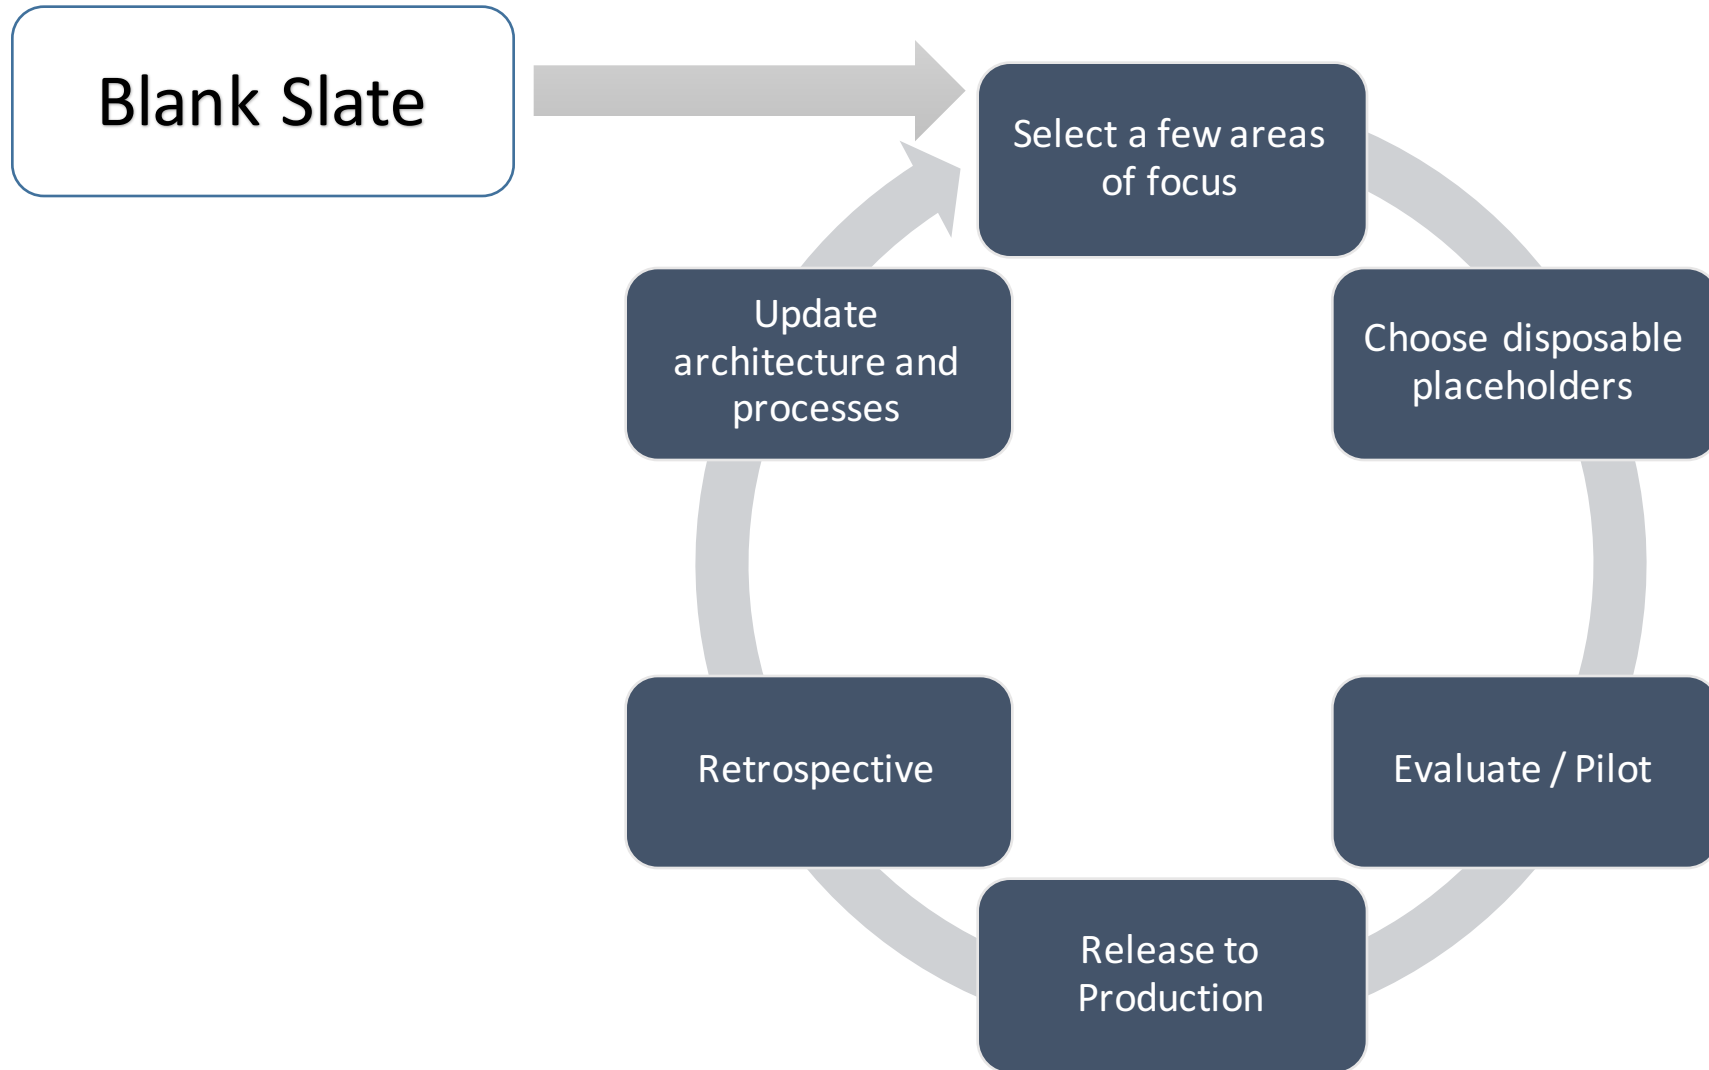 Blank Slate
Select a few areas
of focus
Choose disposable
placeholders
Evaluate / Pilot
Release to
Production
Retrospective
Update
architecture and
processes